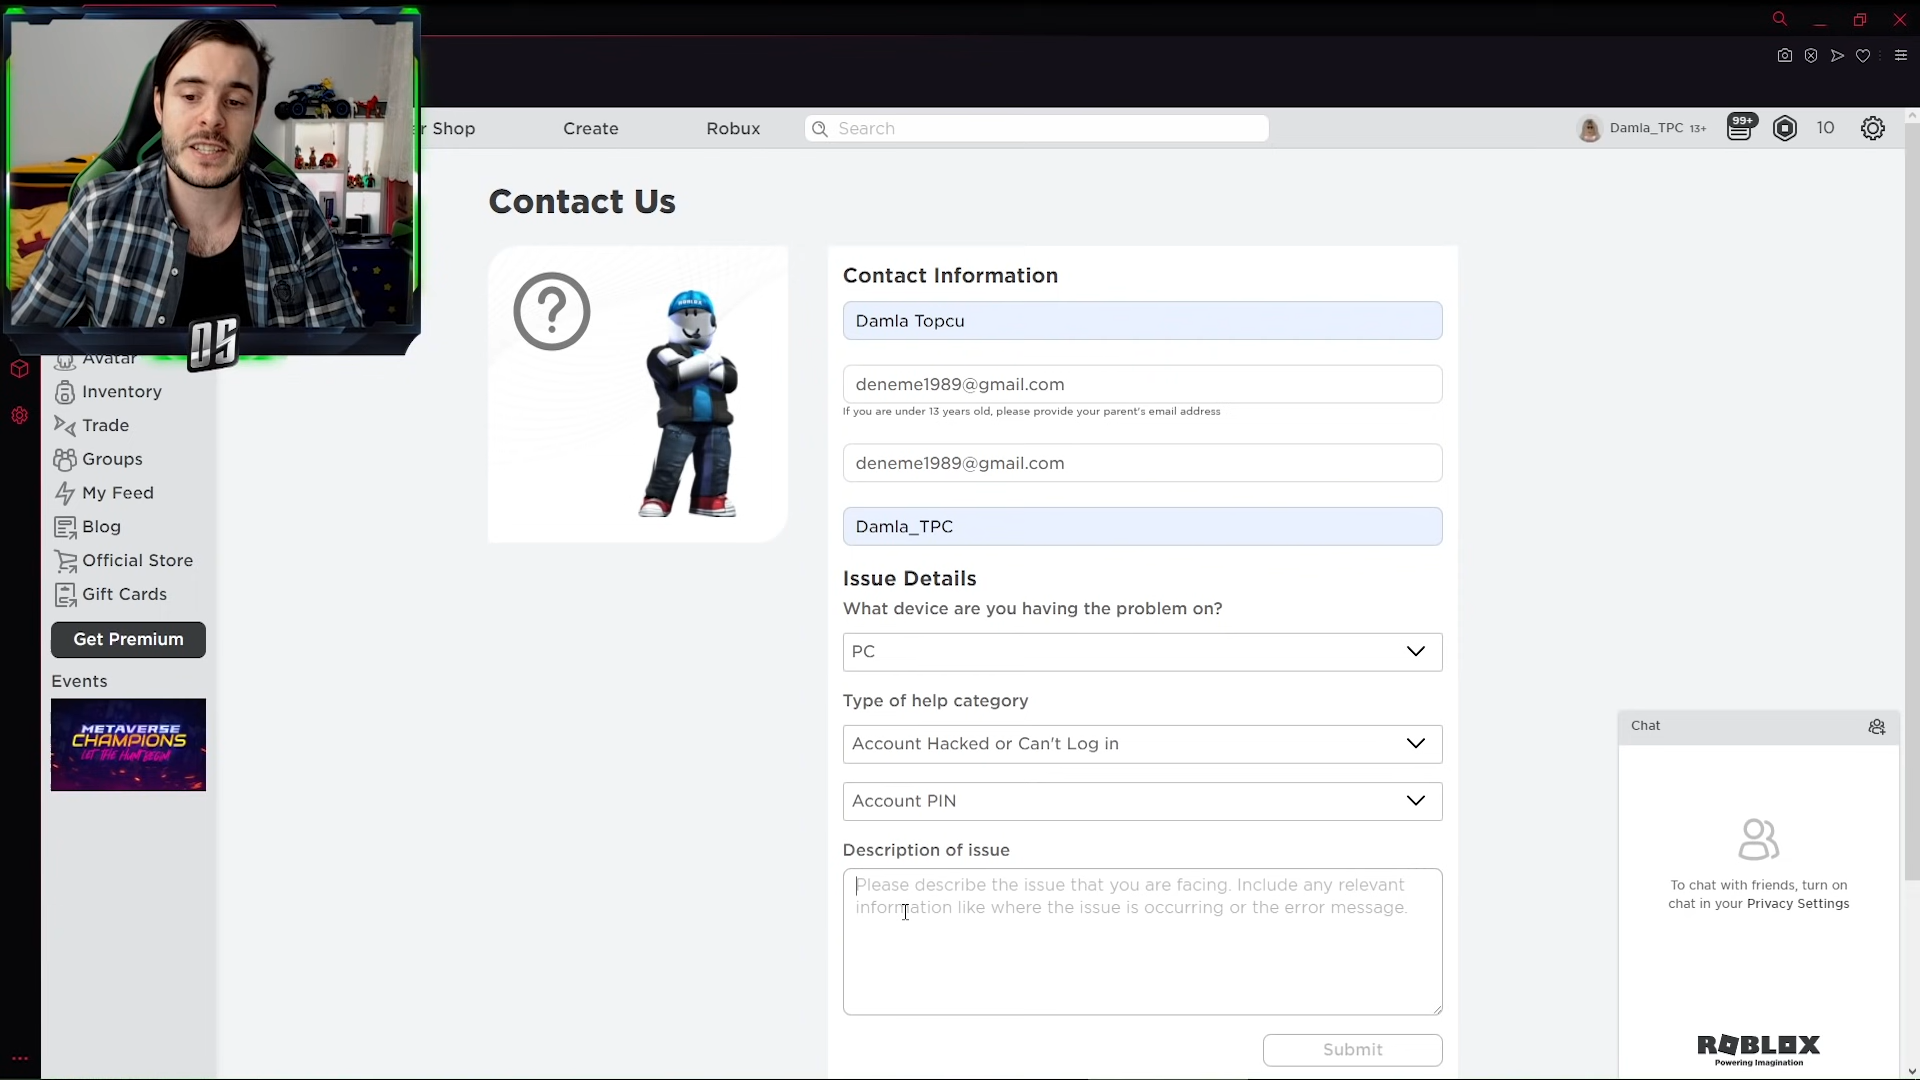 r Shop
Create
Robux
Search
Damla_TPC 13+
99+
10
Contact Us
Avatar
Inventory
Trade
Groups
My Feed
Blog
Official Store
Gift Cards
Get Premium
Events
METAVERSE
CHAMPIONS
LET THE HUNT BEGIN
DS
ROBLOX
Contact Information
Damla Topcu
deneme1989@gmail.com
If you are under 13 years old, please provide your parent's email address
deneme1989@gmail.com
Damla_TPC
Issue Details
What device are you having the problem on?
PC
Type of help category
Account Hacked or Can't Log in
Account PIN
Description of issue
Please describe the issue that you are facing. Include any relevant
information like where the issue is occurring or the error message.
Submit
Chat
To chat with friends, turn on
chat in your Privacy Settings
ROBLOX
Powering Imagination